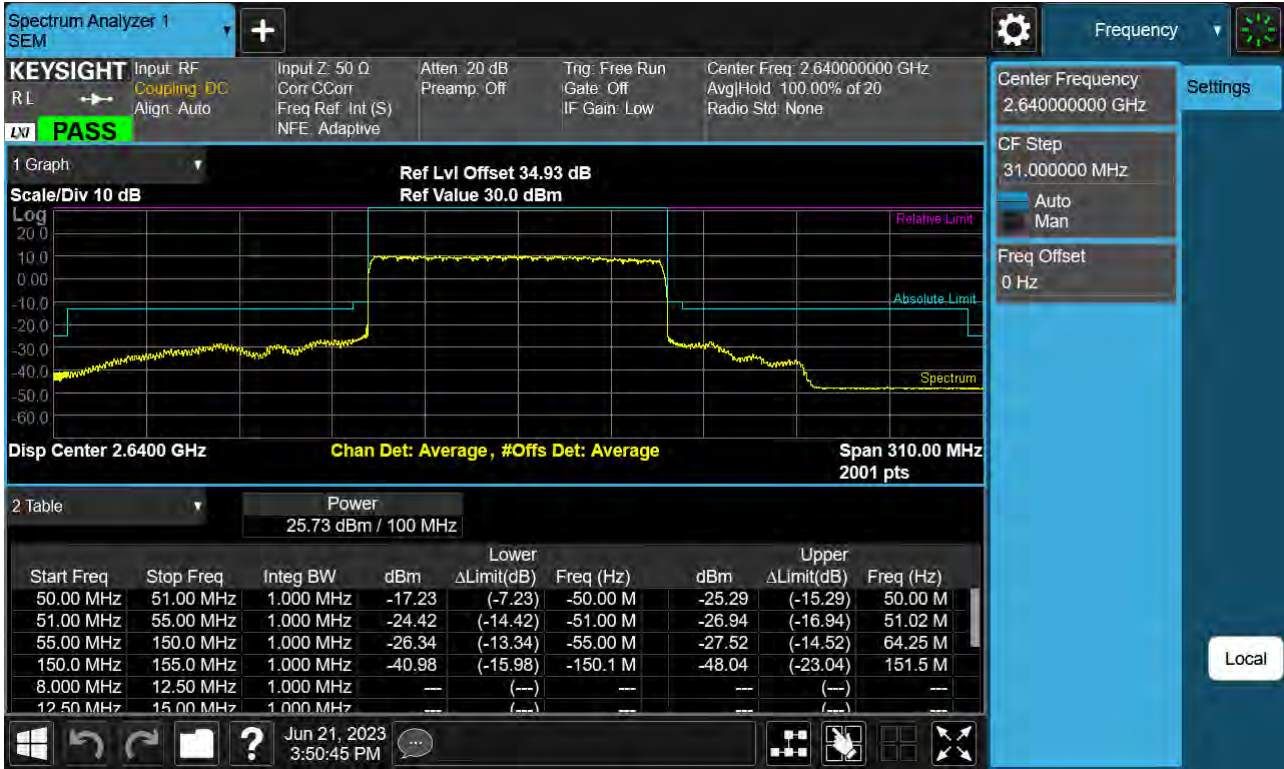 Spectrum Analyzer 1
SEM
Frequency
KEYSIGHT
R L
LXI
PASS
Input: RF
Coupling: DC
Align: Auto
Input Z: 50 Ω
Corr CCorr
Freq Ref: Int (S)
NFE: Adaptive
Atten: 20 dB
Preamp: Off
Trig: Free Run
Gate: Off
IF Gain: Low
Center Freq: 2.640000000 GHz
Avg|Hold: 100.00% of 20
Radio Std: None
Center Frequency
2.640000000 GHz
Settings
CF Step
31.000000 MHz
Auto
Man
Freq Offset
0 Hz
Local
1 Graph
Scale/Div 10 dB
Ref Lvl Offset 34.93 dB
Ref Value 30.0 dBm
Log
20.0
10.0
0.00
-10.0
-20.0
-30.0
-40.0
-50.0
-60.0
Relative Limit
Absolute Limit
Spectrum
Disp Center 2.6400 GHz
Chan Det: Average , #Offs Det: Average
Span 310.00 MHz
2001 pts
2 Table
Power
25.73 dBm / 100 MHz
Lower Upper
Start Freq Stop Freq Integ BW dBm ΔLimit(dB) Freq (Hz) dBm ΔLimit(dB) Freq (Hz)
50.00 MHz 51.00 MHz 1.000 MHz -17.23 (-7.23) -50.00 M -25.29 (-15.29) 50.00 M
51.00 MHz 55.00 MHz 1.000 MHz -24.42 (-14.42) -51.00 M -26.94 (-16.94) 51.02 M
55.00 MHz 150.0 MHz 1.000 MHz -26.34 (-13.34) -55.00 M -27.52 (-14.52) 64.25 M
150.0 MHz 155.0 MHz 1.000 MHz -40.98 (-15.98) -150.1 M -48.04 (-23.04) 151.5 M
8.000 MHz 12.50 MHz 1.000 MHz --- (---) --- --- (---) ---
12.50 MHz 15.00 MHz 1.000 MHz --- (---) --- --- (---) ---
Jun 21, 2023
3:50:45 PM